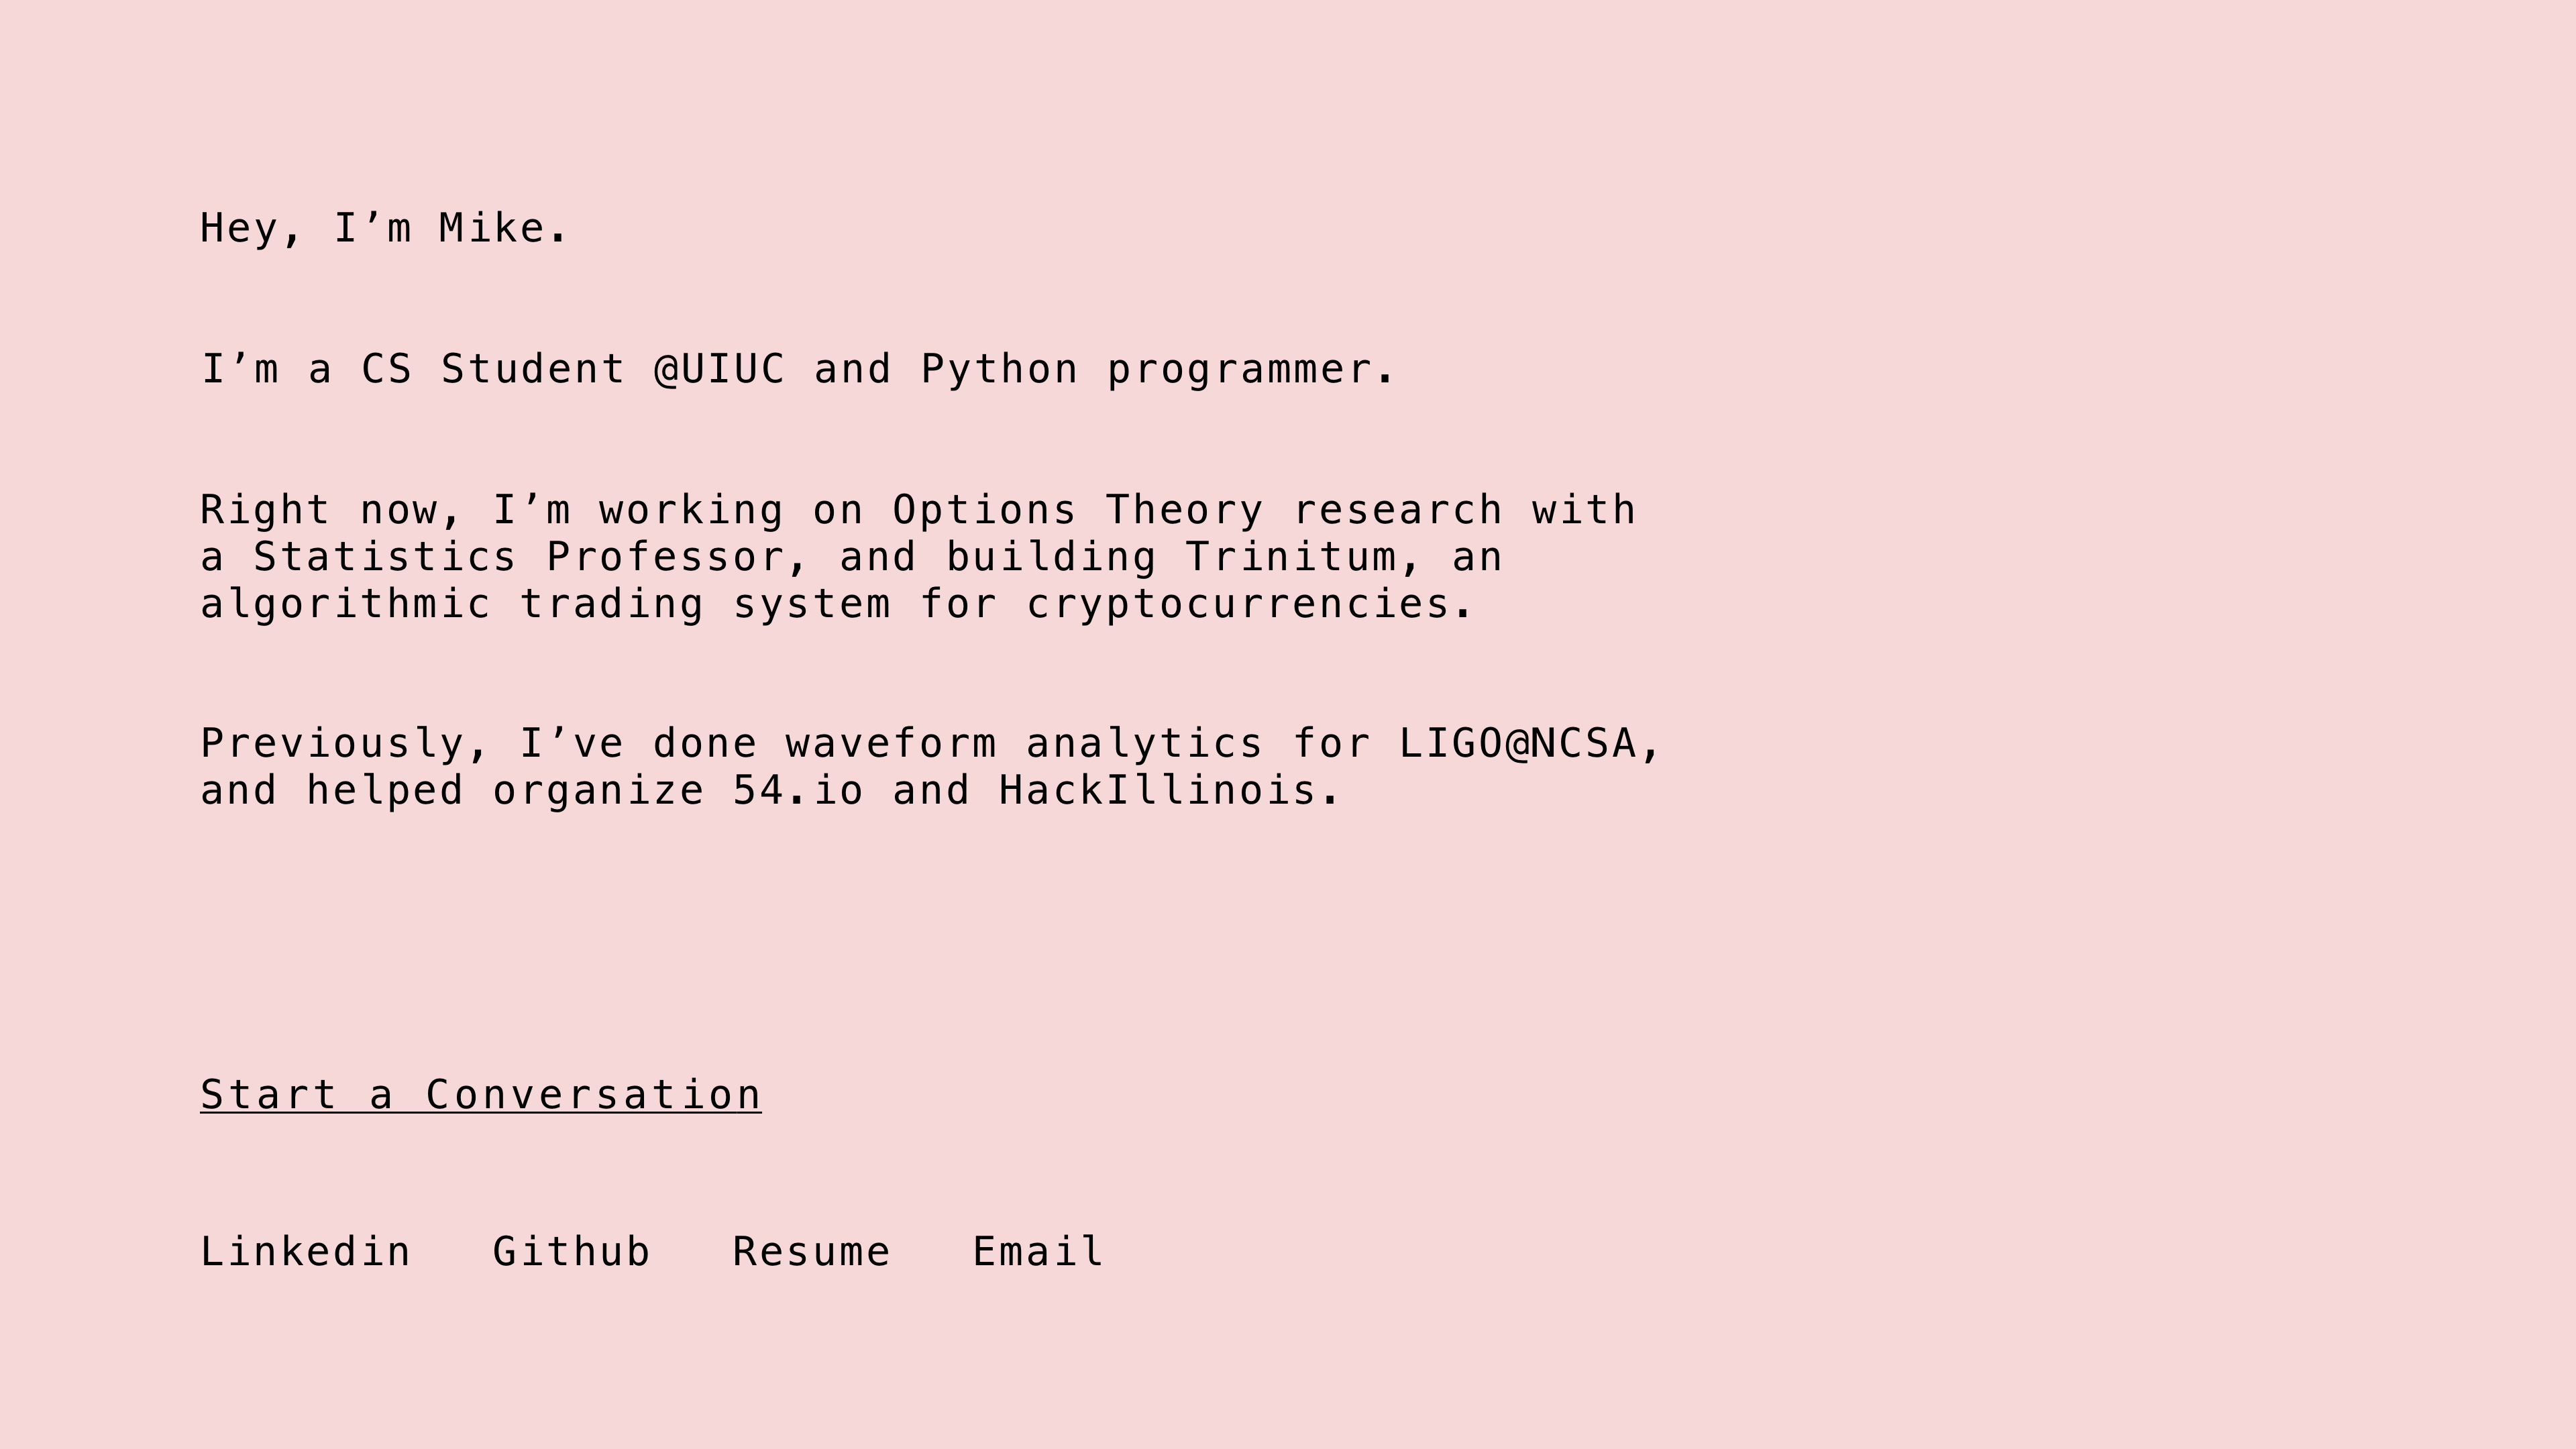 Hey, I’m Mike.
I’m a CS Student @UIUC and Python programmer.
Right now, I’m working on Options Theory research with
a Statistics Professor, and building Trinitum, an
algorithmic trading system for cryptocurrencies.
Previously, I’ve done waveform analytics for LIGO@NCSA,
and helped organize 54.io and HackIllinois.
Start a Conversation
Linkedin Github Resume Email